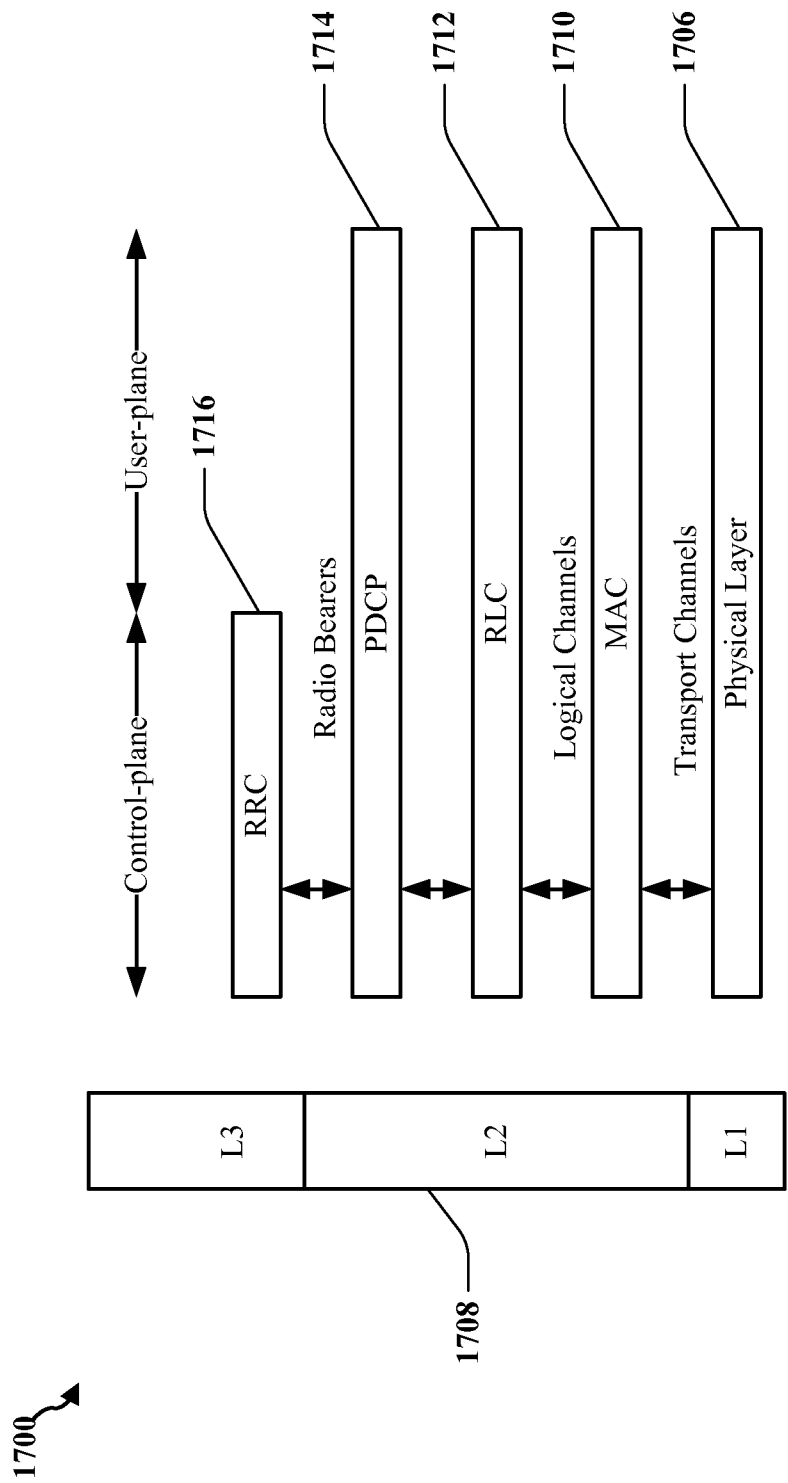 1700
Control-plane
User-plane
L3
RRC
1716
Radio Bearers
PDCP
1714
1708
L2
RLC
1712
Logical Channels
MAC
1710
Transport Channels
L1
Physical Layer
1706